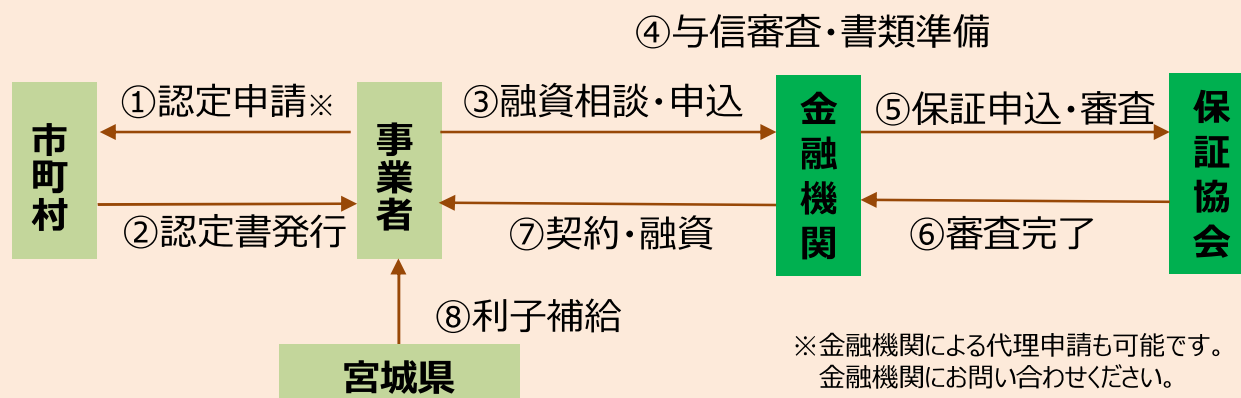 ④与信審査・書類準備
①認定申請※
③融資相談・申込
⑤保証申込・審査
市町村
事業者
金融機関
保証協会
②認定書発行
⑦契約・融資
⑥審査完了
⑧利子補給
宮城県
※金融機関による代理申請も可能です。
金融機関にお問い合わせください。